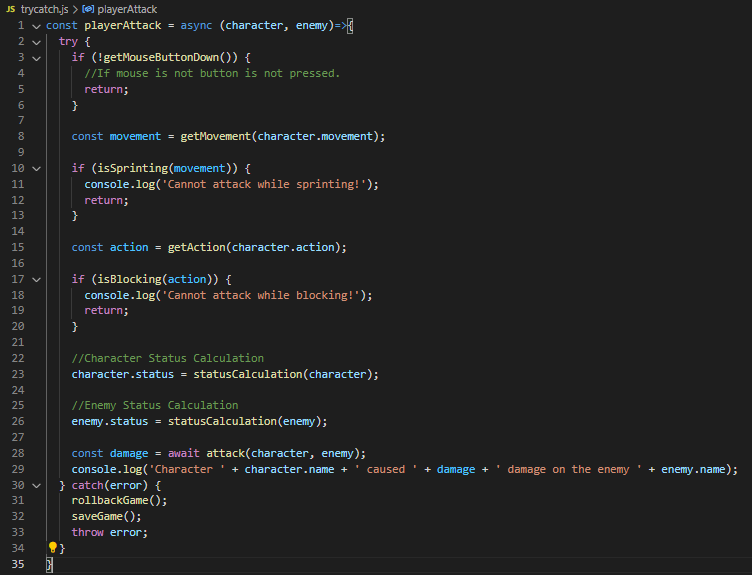 JS trycatch.js > playerAttack
1 const playerAttack = async (character, enemy)=>{
2 try {
3 if (!getMouseButtonDown()) {
4 //If mouse is not button is not pressed.
5 return;
6 }
7
8 const movement = getMovement(character.movement);
9
10 if (isSprinting(movement)) {
11 console.log('Cannot attack while sprinting!');
12 return;
13 }
14
15 const action = getAction(character.action);
16
17 if (isBlocking(action)) {
18 console.log('Cannot attack while blocking!');
19 return;
20 }
21
22 //Character Status Calculation
23 character.status = statusCalculation(character);
24
25 //Enemy Status Calculation
26 enemy.status = statusCalculation(enemy);
27
28 const damage = await attack(character, enemy);
29 console.log('Character ' + character.name + ' caused ' + damage + ' damage on the enemy ' + enemy.name);
30 } catch(error) {
31 rollbackGame();
32 saveGame();
33 throw error;
34 }
35 }